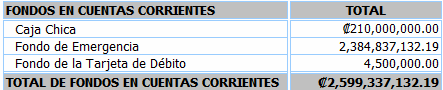 FONDOS EN CUENTAS CORRIENTES TOTAL
Caja Chica ₡210,000,000.00
Fondo de Emergencia 2,384,837,132.19
Fondo de la Tarjeta de Débito 4,500,000.00
TOTAL DE FONDOS EN CUENTAS CORRIENTES ₡2,599,337,132.19